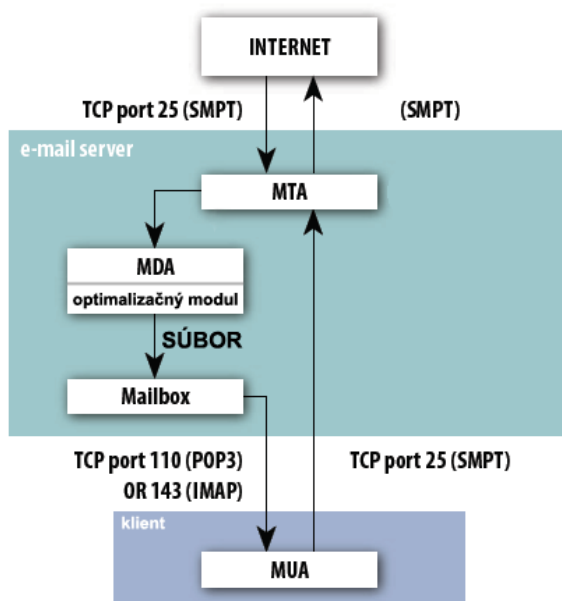 INTERNET
TCP port 25 (SMPT)
(SMPT)
e-mail server
MTA
MDA
optimalizačný modul
SÚBOR
Mailbox
TCP port 110 (POP3)
OR 143 (IMAP)
TCP port 25 (SMPT)
klient
MUA